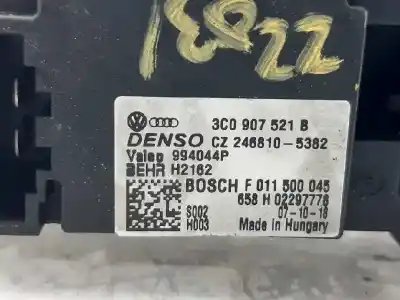 3C0 907 521 B
DENSO CZ 246810-5382
Valeo 994044P
BEHR H2162
BOSCH F 011 500 045
658 H 02297778
S002 07-10-18
H003 Made in Hungary